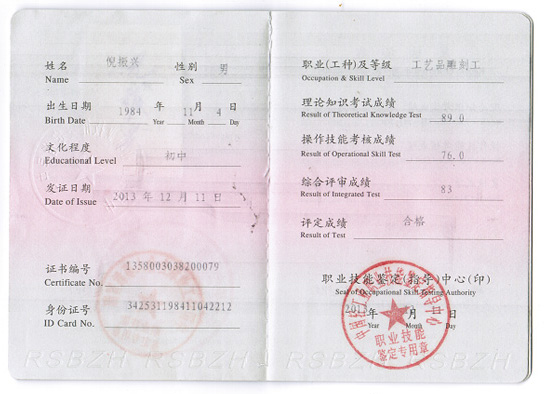 姓名 倪振兴 性别 男
Name Sex
出生日期 1984 年 11 月 4 日
Birth Date Year Month Day
文化程度 初中
Educational Level
发证日期 2013 年 12 月 11 日
Date of Issue
证书编号 1358003038200079
Certificate No.
身份证号 342531198411042212
ID Card No.
KSBZH KSBZH
职业(工种)及等级 工艺品雕刻工
Occupation & Skill Level
理论知识考试成绩
Result of Theoretical Knowledge Test 89.0
操作技能考核成绩
Result of Operational Skill Test 76.0
综合评审成绩
Result of Integrated Test 83
评定成绩 合格
Result of Test
职业技能鉴定(指导)中心(印)
Seal of Occupational Skill Testing Authority
年 月 日
Year Month Day
职业技能
鉴定专用章
KSBZH KSBZH